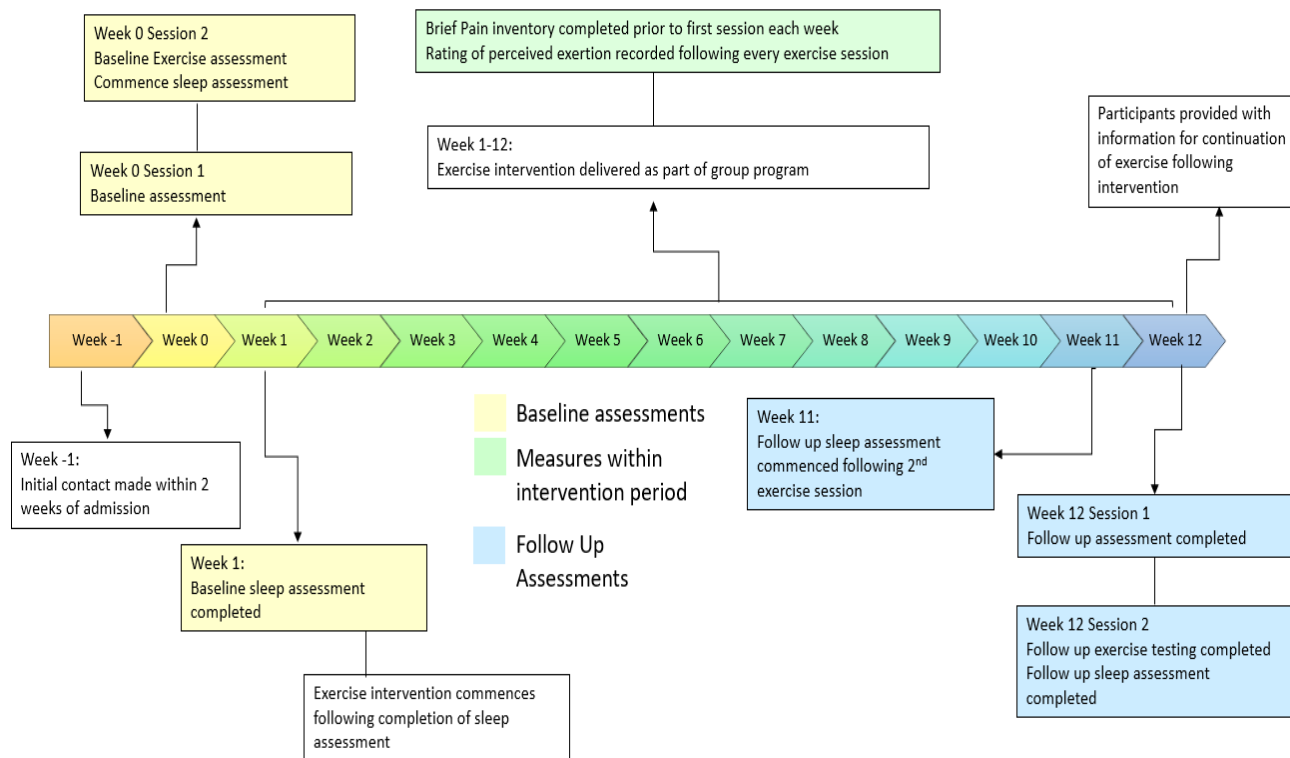 Week 0 Session 2
Baseline Exercise assessment
Commence sleep assessment
Week 0 Session 1
Baseline assessment
Brief Pain inventory completed prior to first session each week
Rating of perceived exertion recorded following every exercise session
Week 1-12:
Exercise intervention delivered as part of group program
Participants provided with
information for continuation
of exercise following
intervention
Week -1
Week 0
Week 1
Week 2
Week 3
Week 4
Week 5
Week 6
Week 7
Week 8
Week 9
Week 10
Week 11
Week 12
Week -1:
Initial contact made within 2
weeks of admission
Week 1:
Baseline sleep assessment
completed
Exercise intervention commences
following completion of sleep
assessment
Baseline assessments
Measures within
intervention period
Follow Up
Assessments
Week 11:
Follow up sleep assessment
commenced following 2nd
exercise session
Week 12 Session 1
Follow up assessment completed
Week 12 Session 2
Follow up exercise testing completed
Follow up sleep assessment
completed